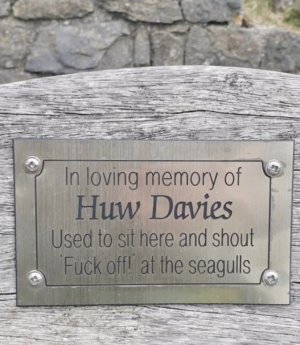 In loving memory of
Huw Davies
Used to sit here and shout
'Fuck off!' at the seagulls